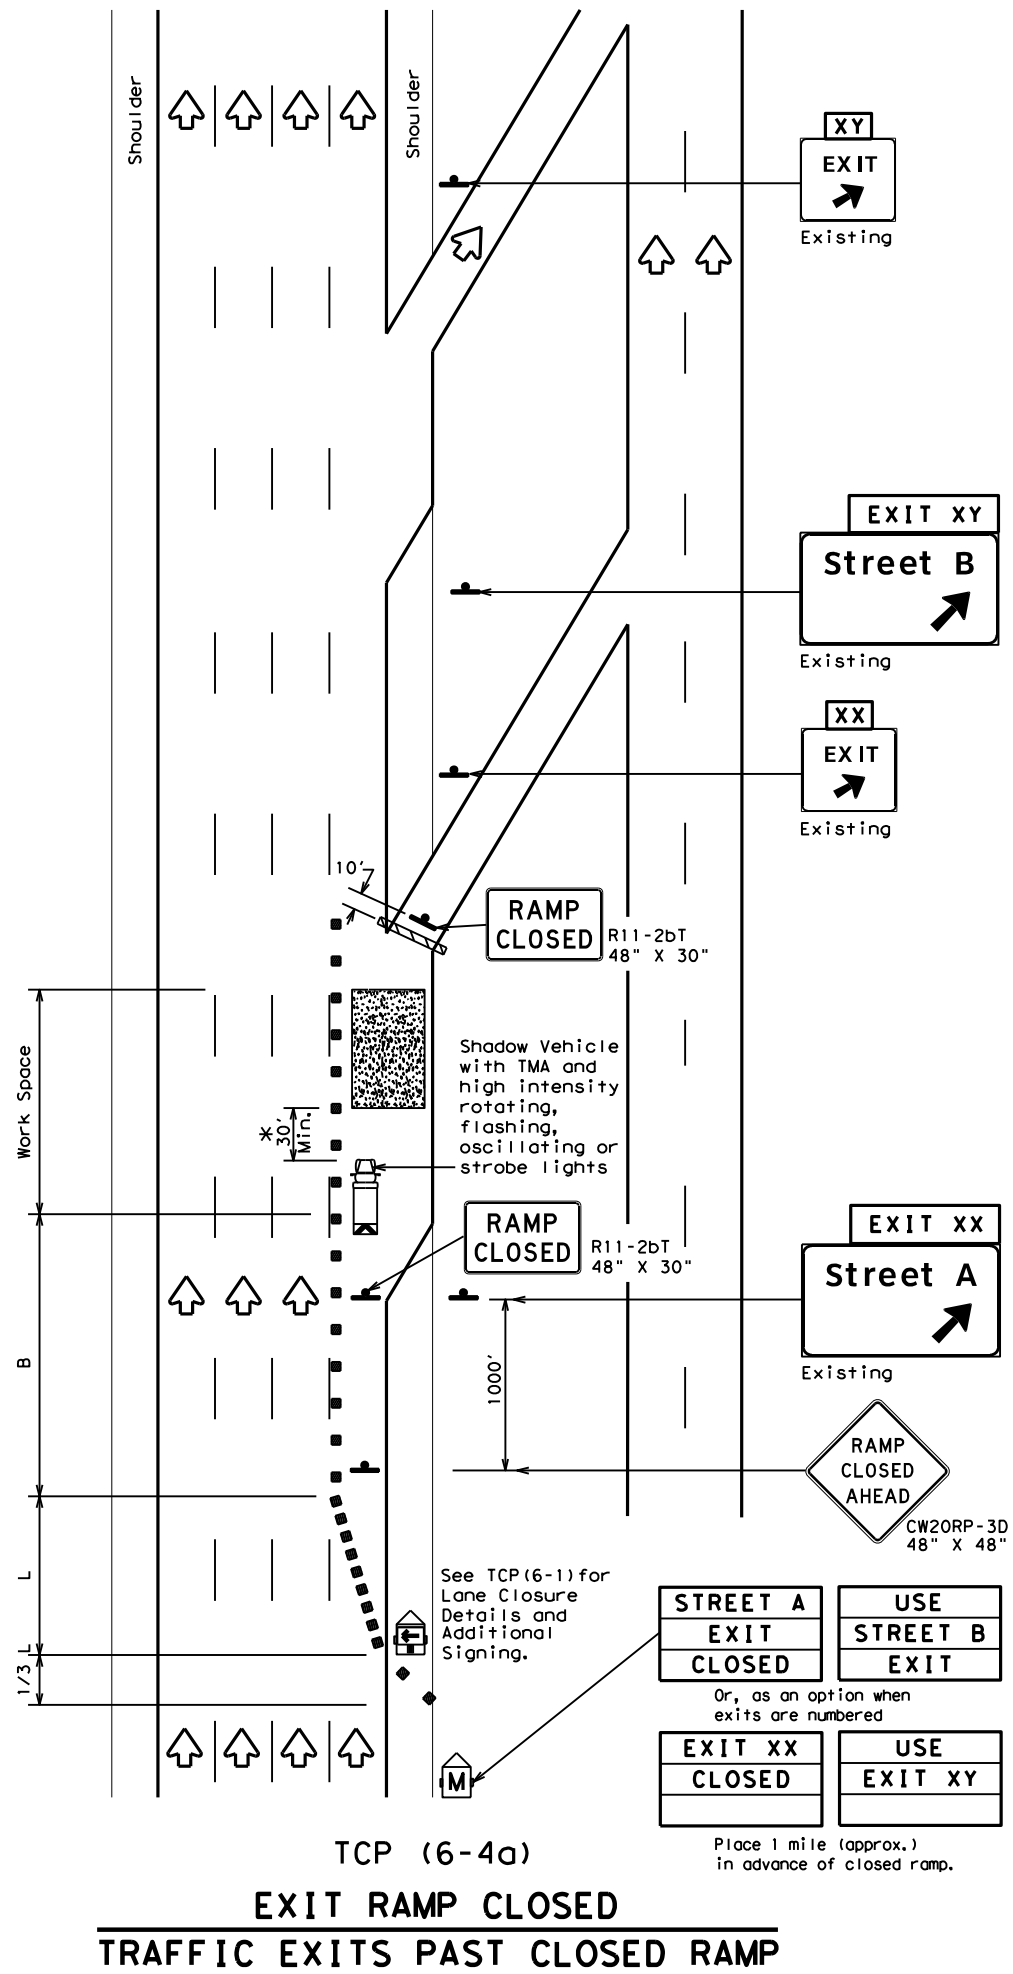 Shoulder
Shoulder
XY
EXIT
Existing
EXIT XY
Street B
Existing
XX
EXIT
Existing
10'
RAMP
CLOSED
R11-2bT
48" X 30"
Work Space
*
30'
Min.
Shadow Vehicle
with TMA and
high intensity
rotating,
flashing,
oscillating or
strobe lights
RAMP
CLOSED
R11-2bT
48" X 30"
EXIT XX
Street A
Existing
B
1000'
RAMP
CLOSED
AHEAD
CW20RP-3D
48" X 48"
L
1/3 L
See TCP(6-1)for
Lane Closure
Details and
Additional
Signing.
STREET A
EXIT
CLOSED
USE
STREET B
EXIT
Or, as an option when
exits are numbered
EXIT XX
CLOSED
USE
EXIT XY
M
Place 1 mile (approx.)
in advance of closed ramp.
TCP (6-4a)
EXIT RAMP CLOSED
TRAFFIC EXITS PAST CLOSED RAMP